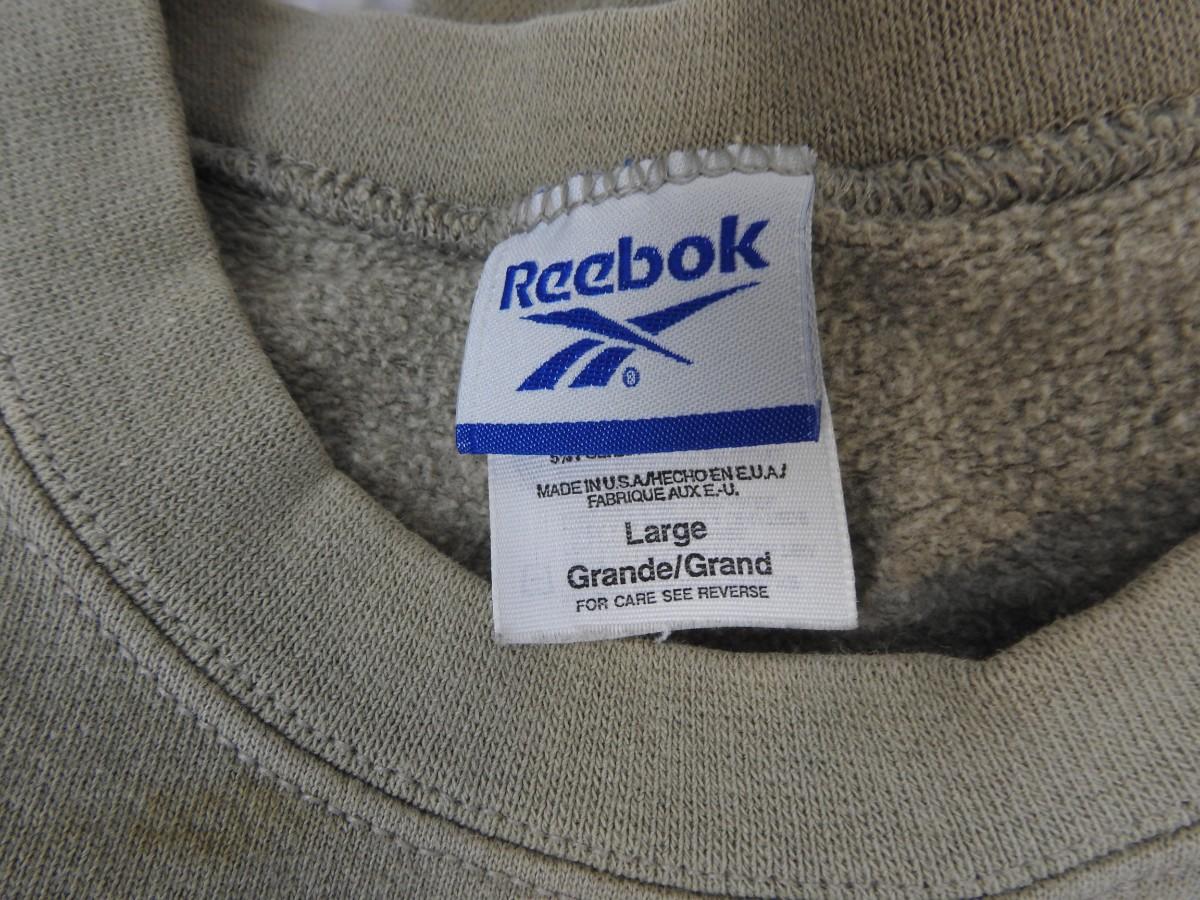 Reebok
®
MADE IN U.S.A./HECHO EN E.U.A./
FABRIQUE AUX E.-U.
Large
Grande/Grand
FOR CARE SEE REVERSE